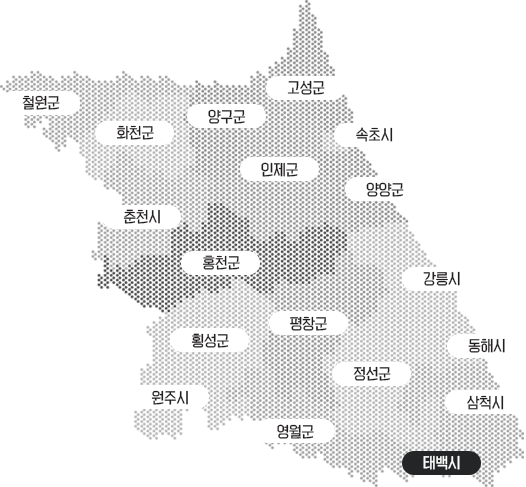 고성군
철원군
양구군
화천군
속초시
인제군
양양군
춘천시
홍천군
강릉시
평창군
횡성군
동해시
정선군
원주시
삼척시
영월군
태백시